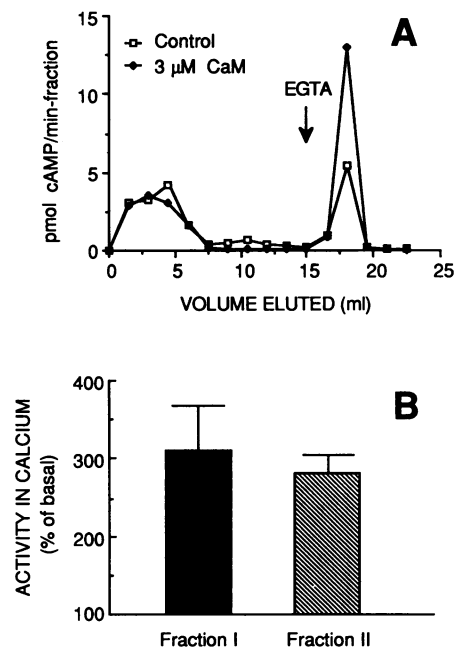 A
15
Control
3 µM CaM
10
EGTA
5
0
pmol cAMP/min-fraction
0 5 10 15 20 25
VOLUME ELUTED (ml)
B
400
300
200
100
ACTIVITY IN CALCIUM
(% of basal)
Fraction I Fraction II